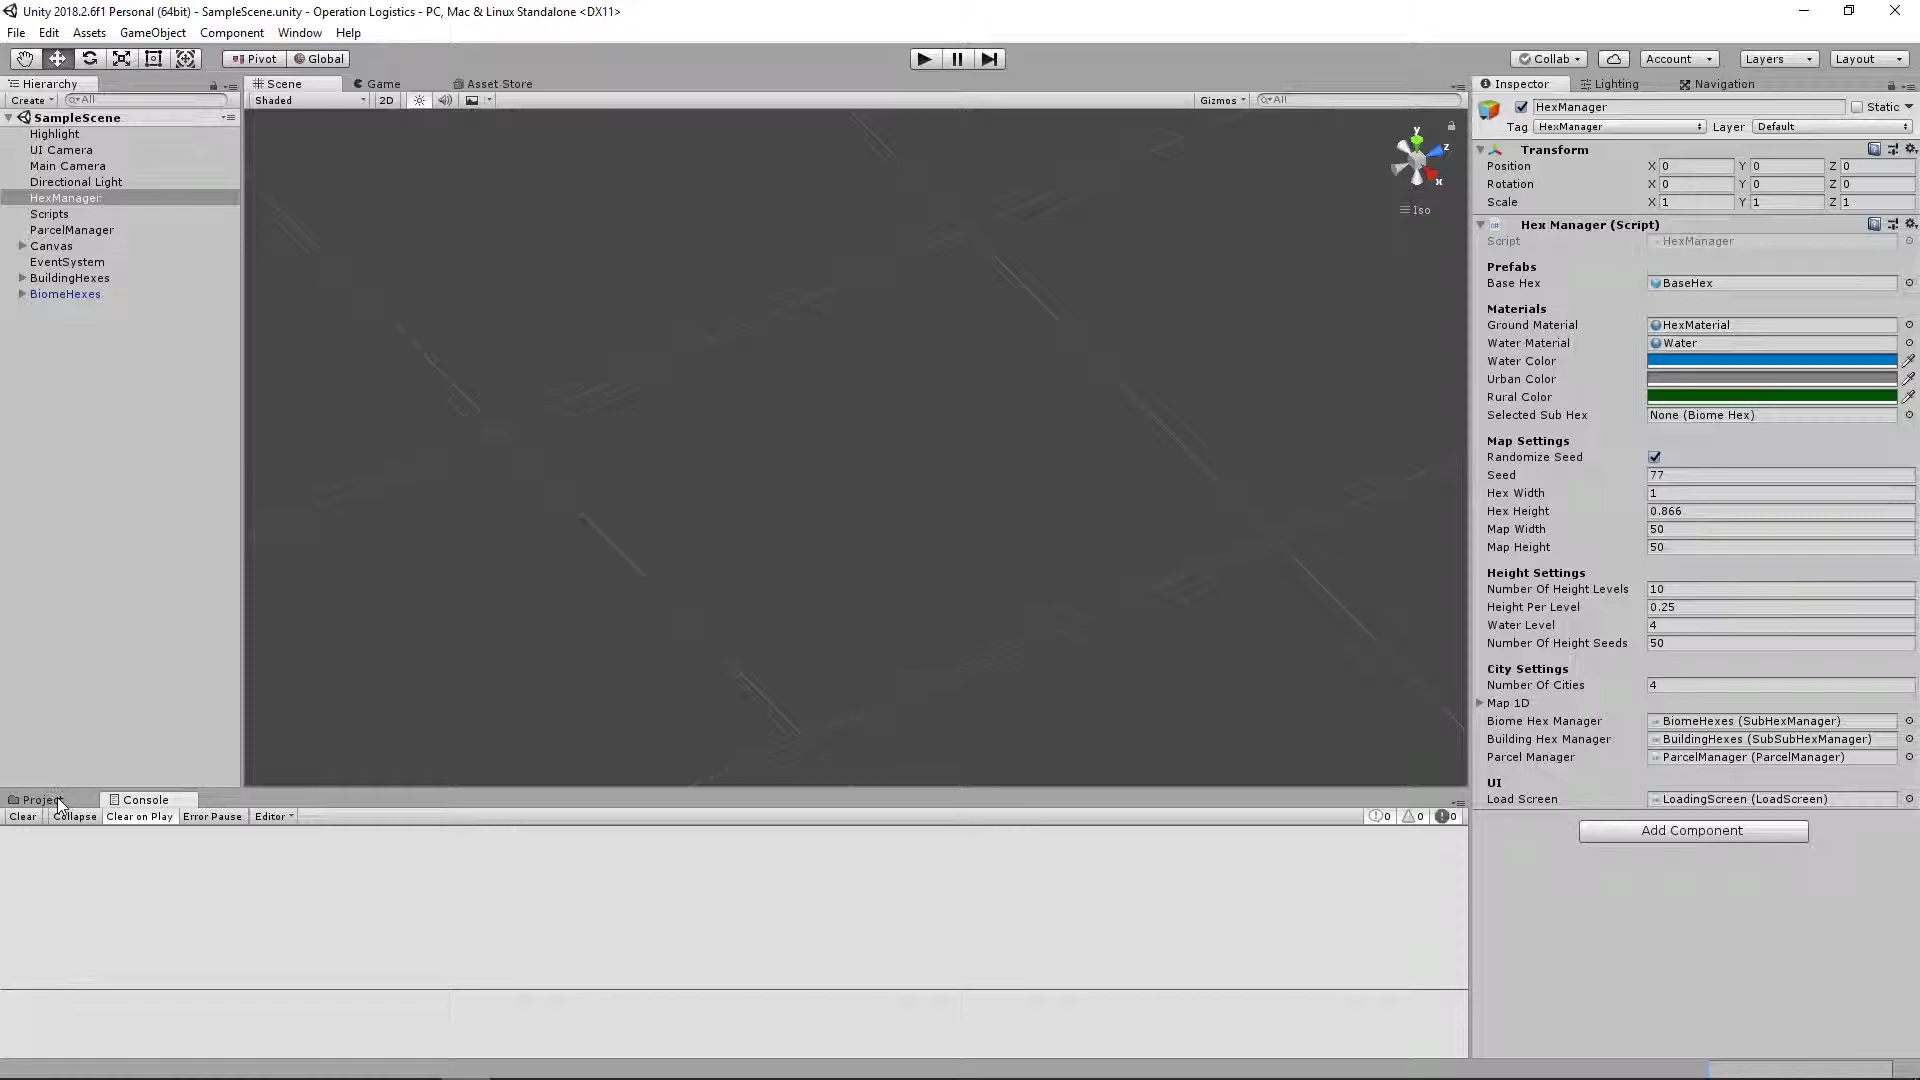 Unity 2018.2.6f1 Personal (64bit) - SampleScene.unity - Operation Logistics - PC, Mac & Linux Standalone <DX11>
File Edit Assets GameObject Component Window Help
Pivot Global Collab Account Layers Layout
Hierarchy Scene Game Asset Store Inspector Lighting Navigation
Create All Shaded 2D Gizmos All
HexManager Static
Tag HexManager Layer Default
SampleScene
Highlight
UI Camera
Main Camera
Directional Light
HexManager
Scripts
ParcelManager
Canvas
EventSystem
BuildingHexes
BiomeHexes
y
z
x
Iso
Transform
Position X 0 Y 0 Z 0
Rotation X 0 Y 0 Z 0
Scale X 1 Y 1 Z 1
Hex Manager (Script)
Script HexManager
Prefabs
Base Hex BaseHex
Materials
Ground Material HexMaterial
Water Material Water
Water Color
Urban Color
Rural Color
Selected Sub Hex None (Biome Hex)
Map Settings
Randomize Seed
Seed 77
Hex Width 1
Hex Height 0.866
Map Width 50
Map Height 50
Height Settings
Number Of Height Levels 10
Height Per Level 0.25
Water Level 4
Number Of Height Seeds 50
City Settings
Number Of Cities 4
Map 1D
Biome Hex Manager BiomeHexes (SubHexManager)
Building Hex Manager BuildingHexes (SubSubHexManager)
Parcel Manager ParcelManager (ParcelManager)
UI
Load Screen LoadingScreen (LoadScreen)
Add Component
Project Console
Clear Collapse Clear on Play Error Pause Editor 0 0 0